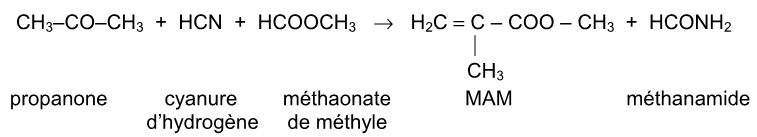 CH₃–CO–CH₃ + HCN + HCOOCH₃ → H₂C = C – COO – CH₃ + HCONH₂
|
CH₃
propanone cyanure méthaonate MAM méthanamide
d’hydrogène de méthyle